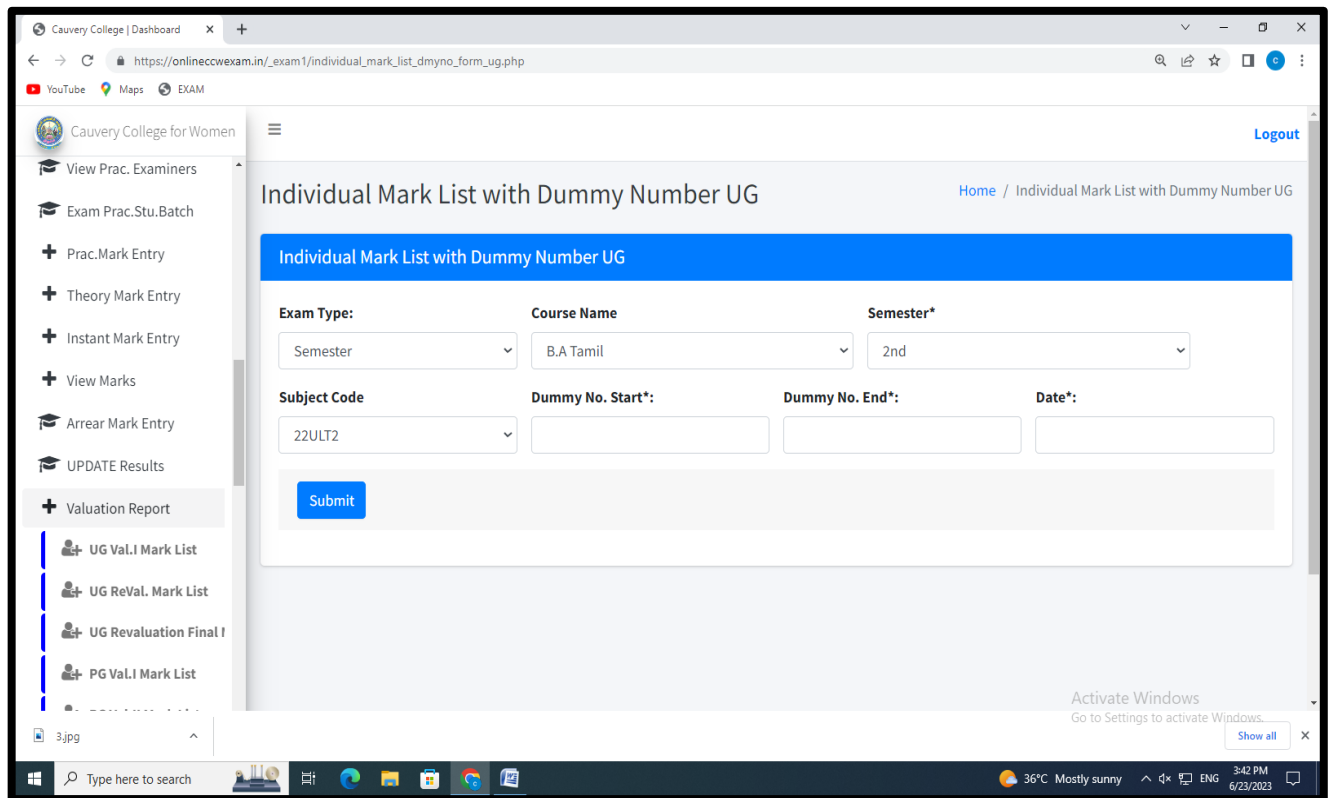 Cauvery College | Dashboard
https://onlineccwexam.in/_exam1/individual_mark_list_dmyno_form_ug.php
C
YouTube Maps EXAM
Cauvery College for Women
Logout
View Prac. Examiners
Exam Prac.Stu.Batch
Prac.Mark Entry
Theory Mark Entry
Instant Mark Entry
View Marks
Arrear Mark Entry
UPDATE Results
Valuation Report
UG Val.I Mark List
UG ReVal. Mark List
UG Revaluation Final
PG Val.I Mark List
Individual Mark List with Dummy Number UG
Home / Individual Mark List with Dummy Number UG
Individual Mark List with Dummy Number UG
Exam Type: Course Name Semester*
Semester B.A Tamil 2nd
Subject Code Dummy No. Start*: Dummy No. End*: Date*:
22ULT2
Submit
Activate Windows
Go to Settings to activate Windows.
3.jpg
Show all
Type here to search
36°C Mostly sunny
ENG
3:42 PM
6/23/2023